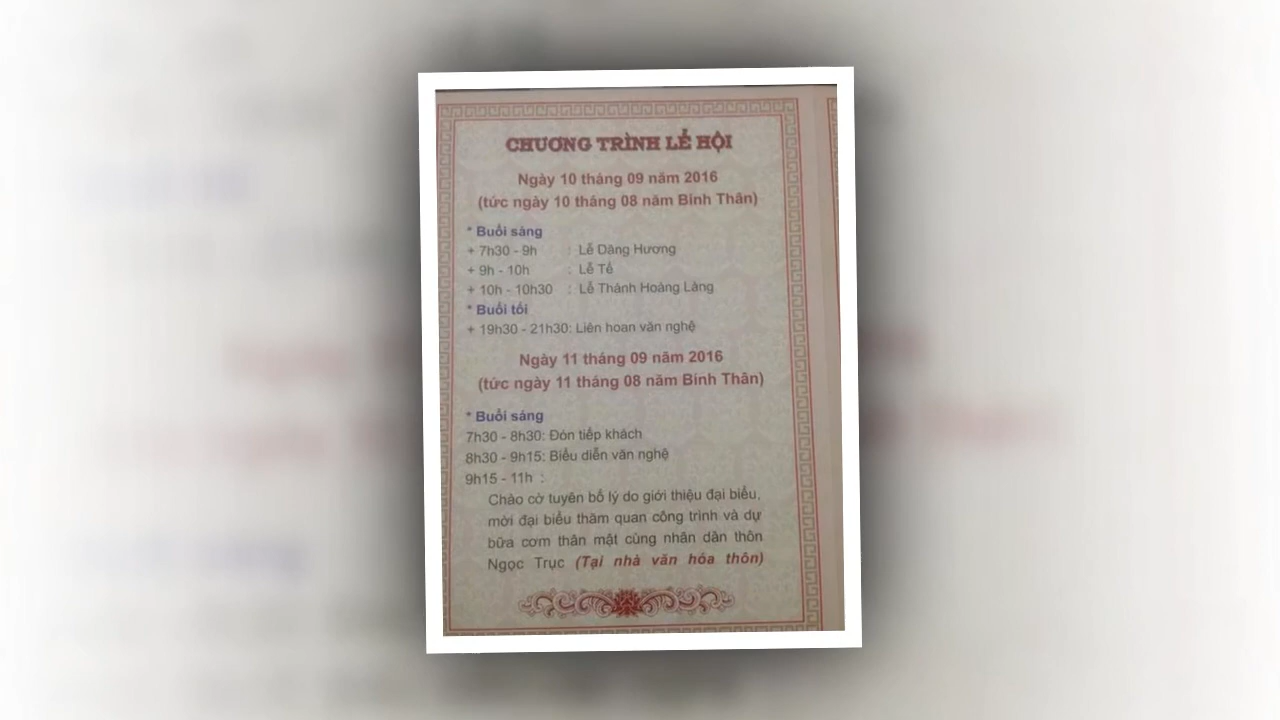 CHƯƠNG TRÌNH LỄ HỘI
Ngày 10 tháng 09 năm 2016
(tức ngày 10 tháng 08 năm Bính Thân)
* Buổi sáng
+ 7h30 - 9h : Lễ Dâng Hương
+ 9h - 10h : Lễ Tế
+ 10h - 10h30 : Lễ Thánh Hoàng Làng
* Buổi tối
+ 19h30 - 21h30: Liên hoan văn nghệ
Ngày 11 tháng 09 năm 2016
(tức ngày 11 tháng 08 năm Bính Thân)
* Buổi sáng
7h30 - 8h30: Đón tiếp khách
8h30 - 9h15: Biểu diễn văn nghệ
9h15 - 11h :
Chào cờ tuyên bố lý do giới thiệu đại biểu,
mời đại biểu thăm quan công trình và dự
bữa cơm thân mật cùng nhân dân thôn
Ngọc Trục (Tại nhà văn hóa thôn)